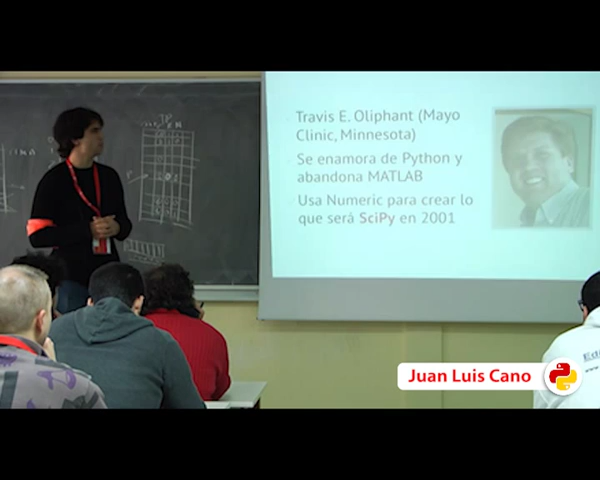 Travis E. Oliphant (Mayo
Clinic, Minnesota)
Se enamora de Python y
abandona MATLAB
Usa Numeric para crear lo
que será SciPy en 2001
Juan Luis Cano